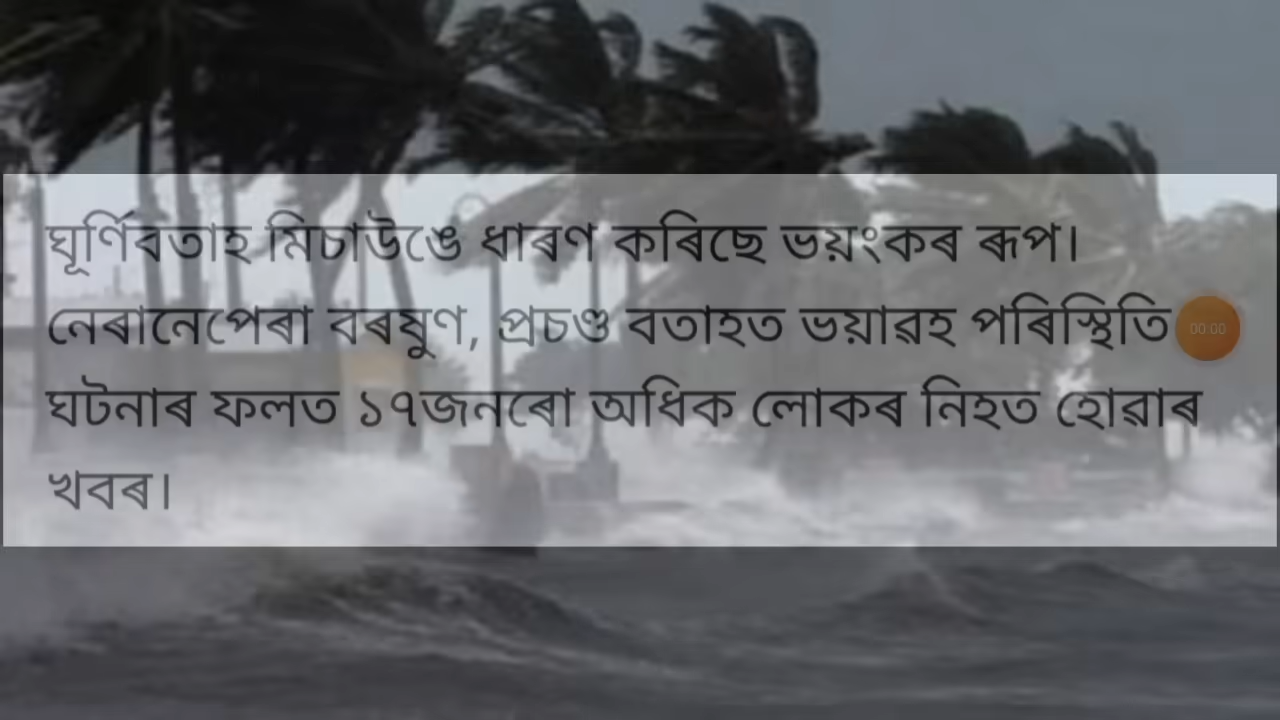 ঘূৰ্ণিবতাহ মিচাউঙে ধাৰণ কৰিছে ভয়ংকৰ ৰূপ।
নেৰানেপেৰা বৰষুণ, প্ৰচণ্ড বতাহত ভয়াৱহ পৰিস্থিতি
00:00
ঘটনাৰ ফলত ১৭জনৰো অধিক লোকৰ নিহত হোৱাৰ
খবৰ।